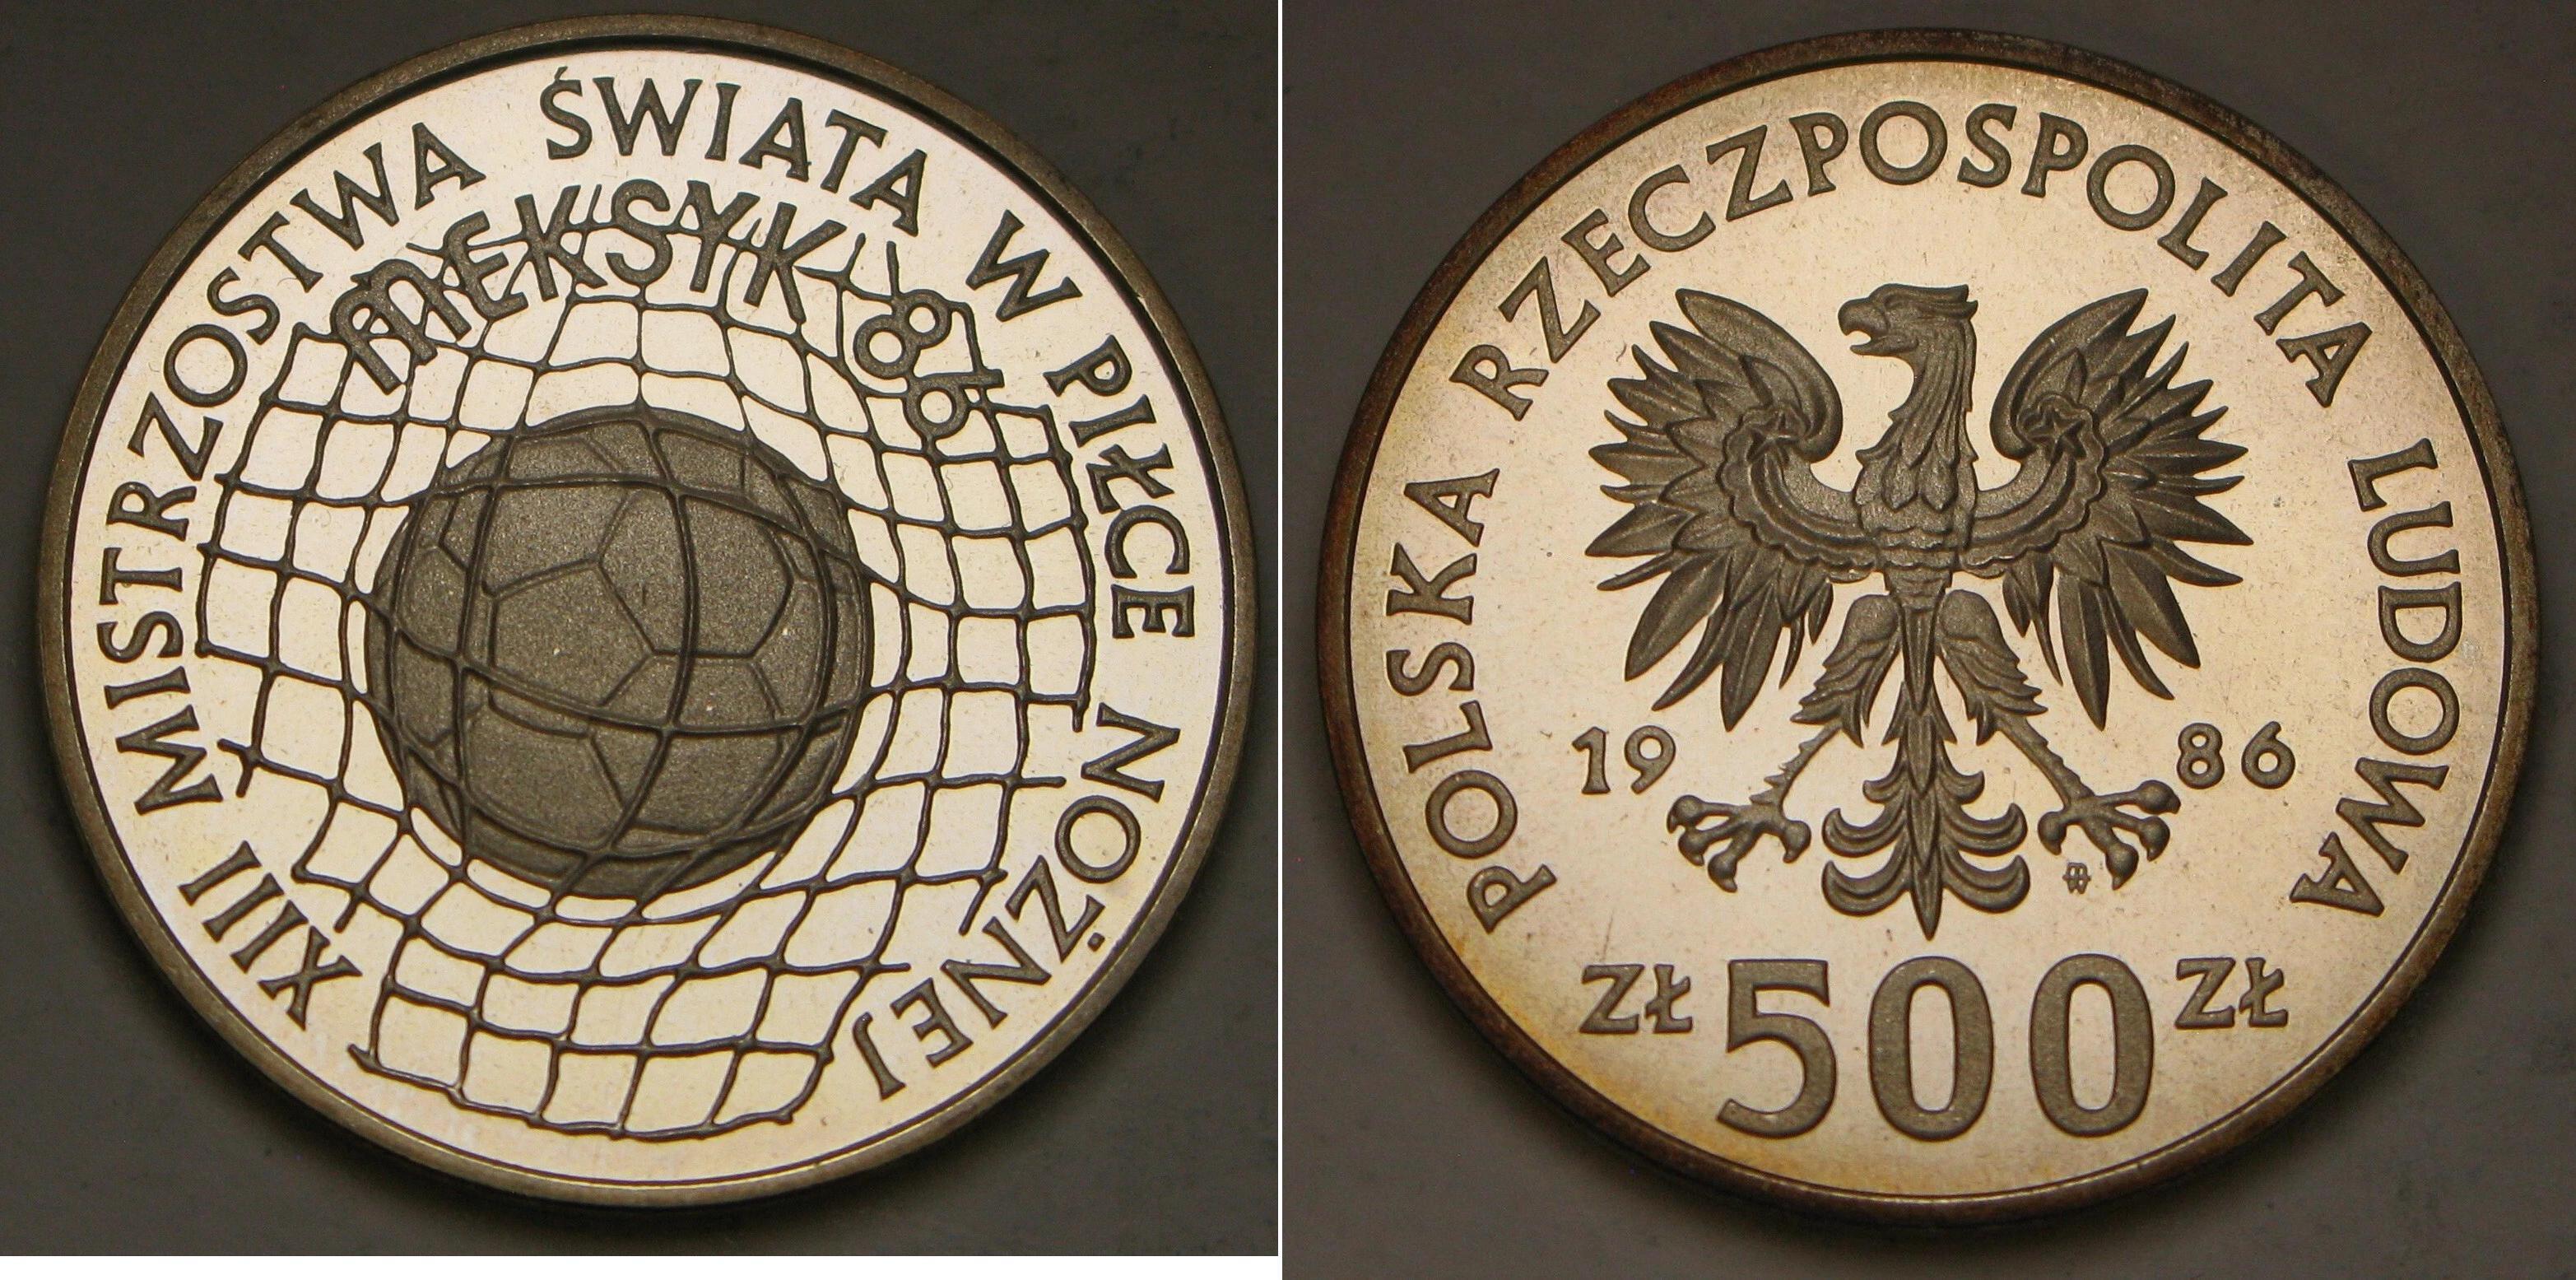 XIII MISTRZOSTWA ŚWIATA W PIŁCE NOŻNEJ
MEKSYK '86
POLSKA RZECZPOSPOLITA LUDOWA
19 86
ZŁ 500 ZŁ